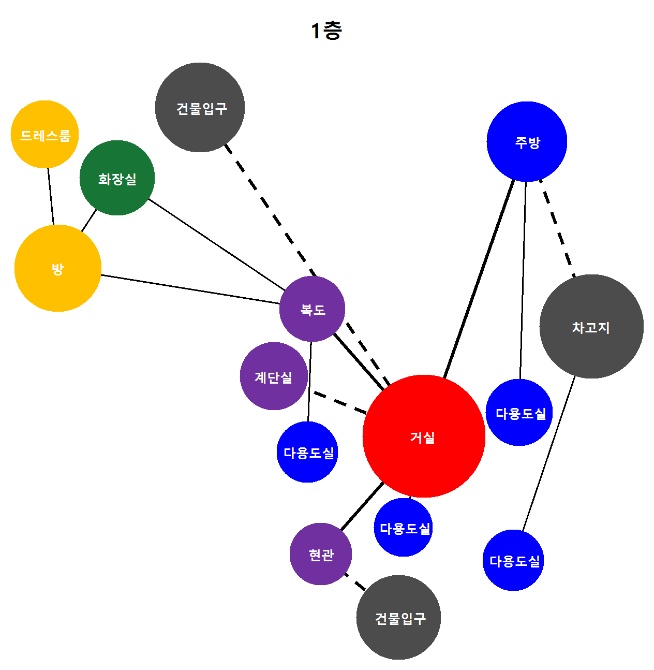 1층
건물입구
드레스룸
주방
화장실
방
복도
차고지
계단실
다용도실
거실
다용도실
다용도실
현관
다용도실
건물입구